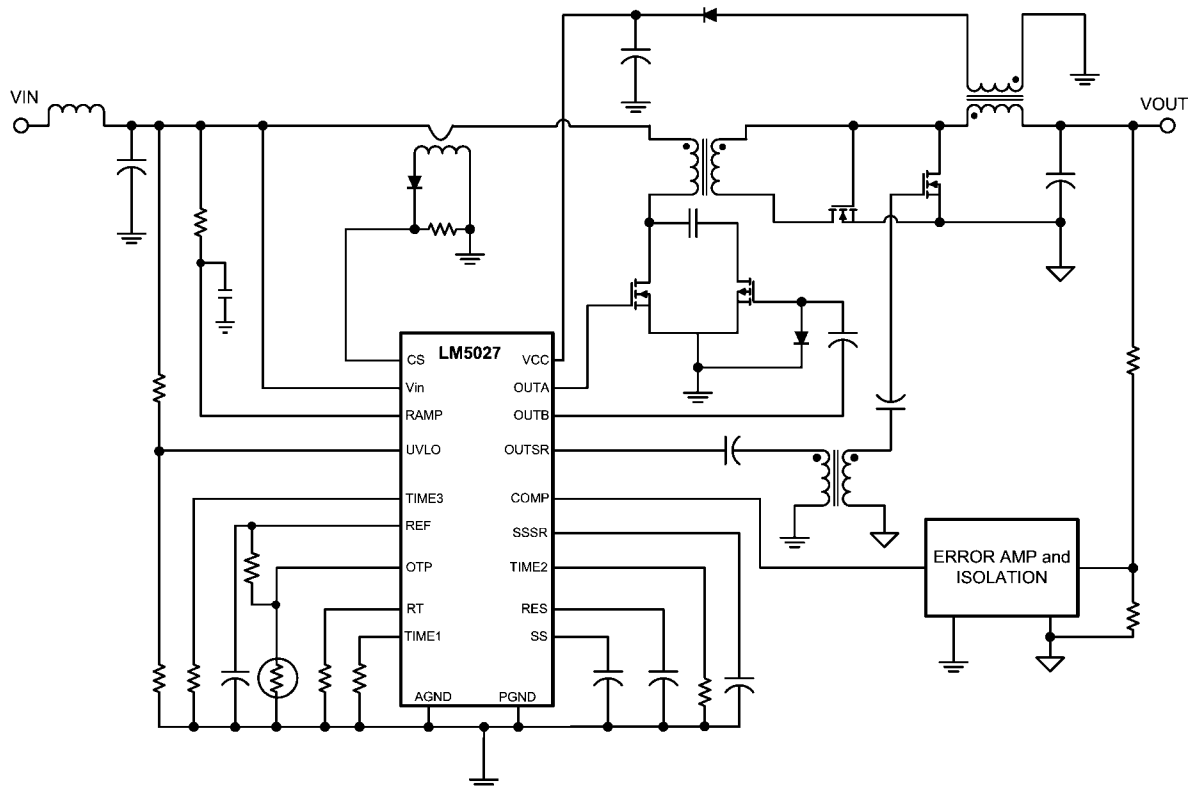 VIN
VOUT
LM5027
CS
Vin
RAMP
UVLO
TIME3
REF
OTP
RT
TIME1
AGND
PGND
VCC
OUTA
OUTB
OUTSR
COMP
SSSR
TIME2
RES
SS
ERROR AMP and
ISOLATION